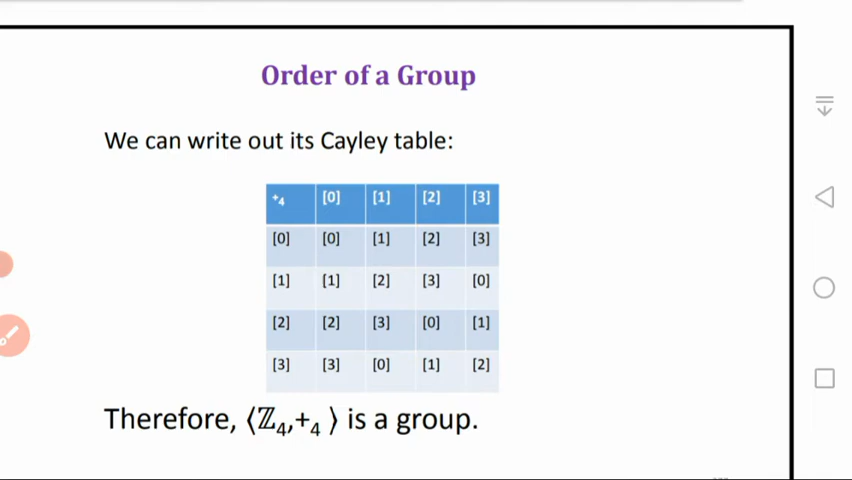 Order of a Group
We can write out its Cayley table:
+₄ [0] [1] [2] [3]
[0] [0] [1] [2] [3]
[1] [1] [2] [3] [0]
[2] [2] [3] [0] [1]
[3] [3] [0] [1] [2]
Therefore, ⟨ℤ₄,+₄ ⟩ is a group.